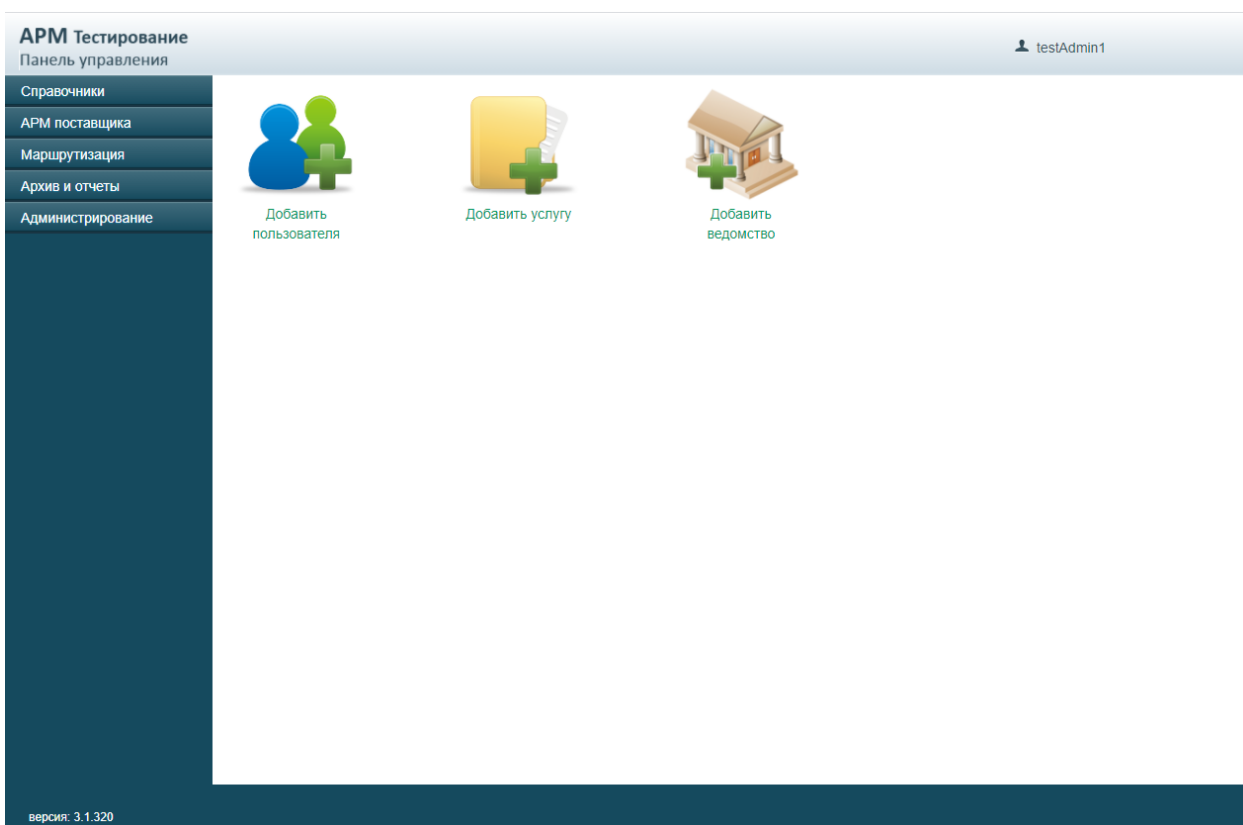 АРМ Тестирование
Панель управления
testAdmin1
Справочники
АРМ поставщика
Маршрутизация
Архив и отчеты
Администрирование
Добавить
пользователя
Добавить услугу
Добавить
ведомство
версия: 3.1.320